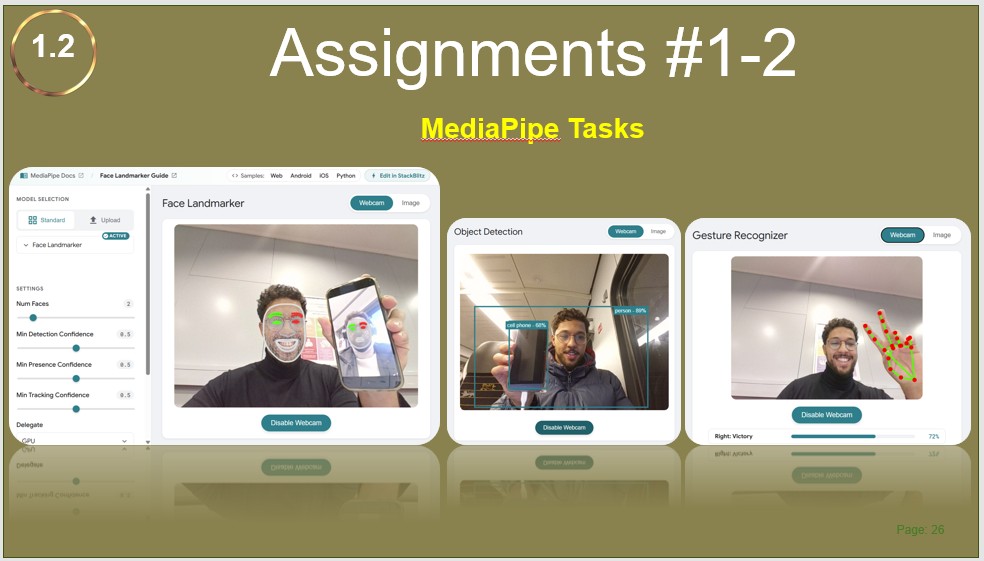 1.2
Assignments #1-2
MediaPipe Tasks
MediaPipe Docs / Face Landmarker Guide
<> Samples: Web Android iOS Python
Edit in StackBlitz
MODEL SELECTION
Standard Upload
ACTIVE
Face Landmarker
SETTINGS
Num Faces 2
Min Detection Confidence 0.5
Min Presence Confidence 0.5
Min Tracking Confidence 0.5
Delegate
GPU
Face Landmarker
Webcam Image
Disable Webcam
Object Detection
Webcam Image
person - 89%
cell phone - 68%
Disable Webcam
Gesture Recognizer
Webcam Image
Disable Webcam
Right: Victory 72%
Page: 26